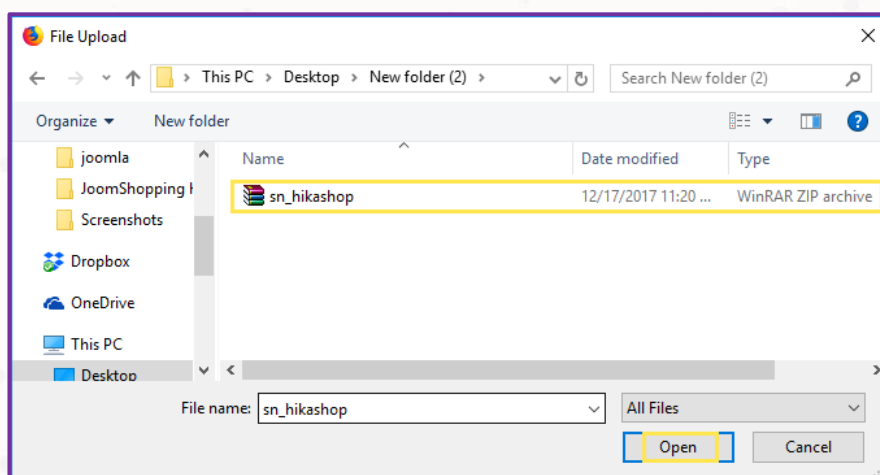 File Upload
This PC > Desktop > New folder (2) >
Search New folder (2)
Organize
New folder
joomla
JoomShopping
Screenshots
Dropbox
OneDrive
This PC
Desktop
Name Date modified Type
sn_hikashop 12/17/2017 11:20 ... WinRAR ZIP archive
File name: sn_hikashop
All Files
Open
Cancel